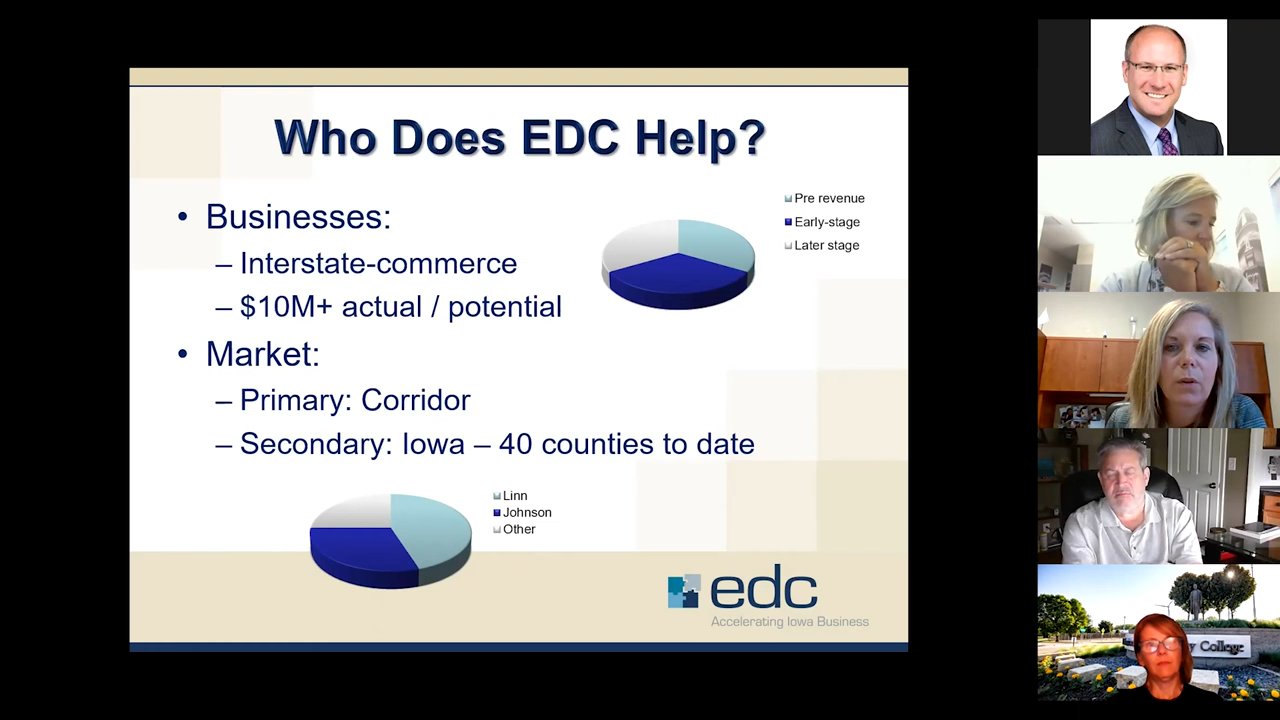 Who Does EDC Help?
• Businesses:
– Interstate-commerce
– $10M+ actual / potential
Pre revenue
Early-stage
Later stage
• Market:
– Primary: Corridor
– Secondary: Iowa – 40 counties to date
Linn
Johnson
Other
edc
Accelerating Iowa Business
y College